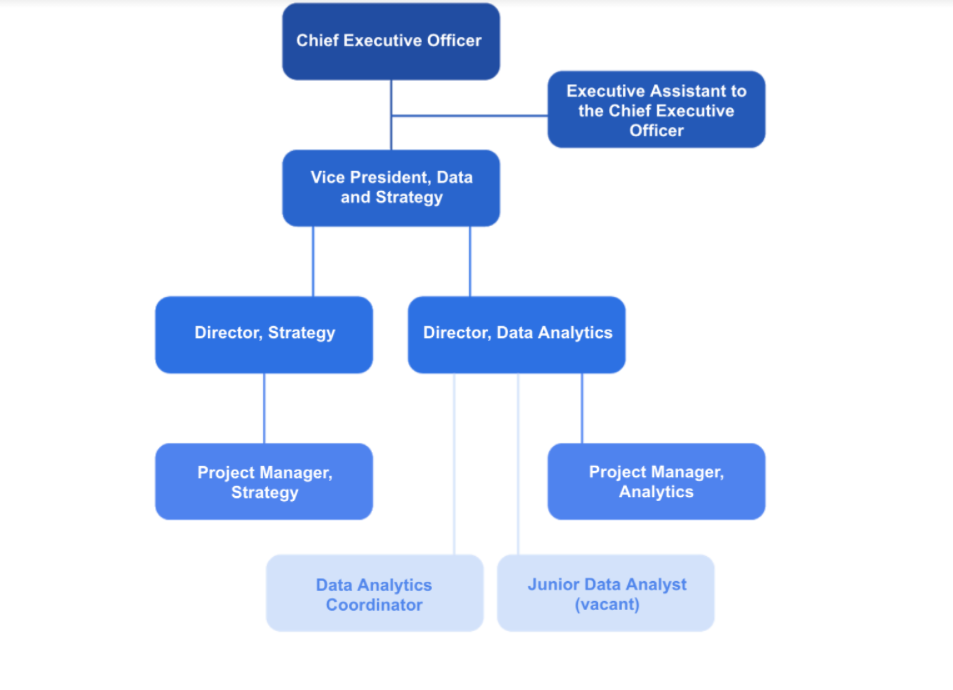 Chief Executive Officer
Executive Assistant to
the Chief Executive
Officer
Vice President, Data
and Strategy
Director, Strategy
Director, Data Analytics
Project Manager,
Strategy
Project Manager,
Analytics
Data Analytics
Coordinator
Junior Data Analyst
(vacant)